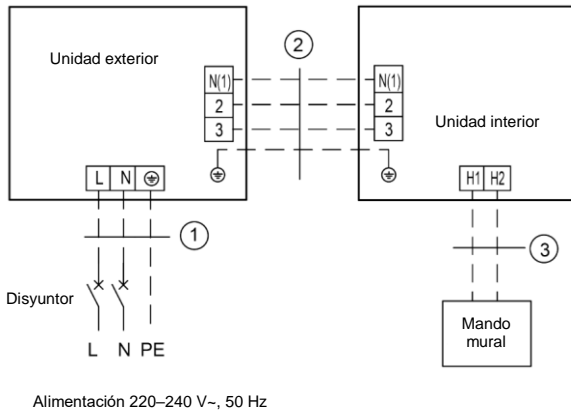 Unidad exterior
N(1)
2
3
L N
1
Disyuntor
L N PE
2
N(1)
2
3
Unidad interior
H1 H2
3
Mando
mural
Alimentación 220–240 V~, 50 Hz